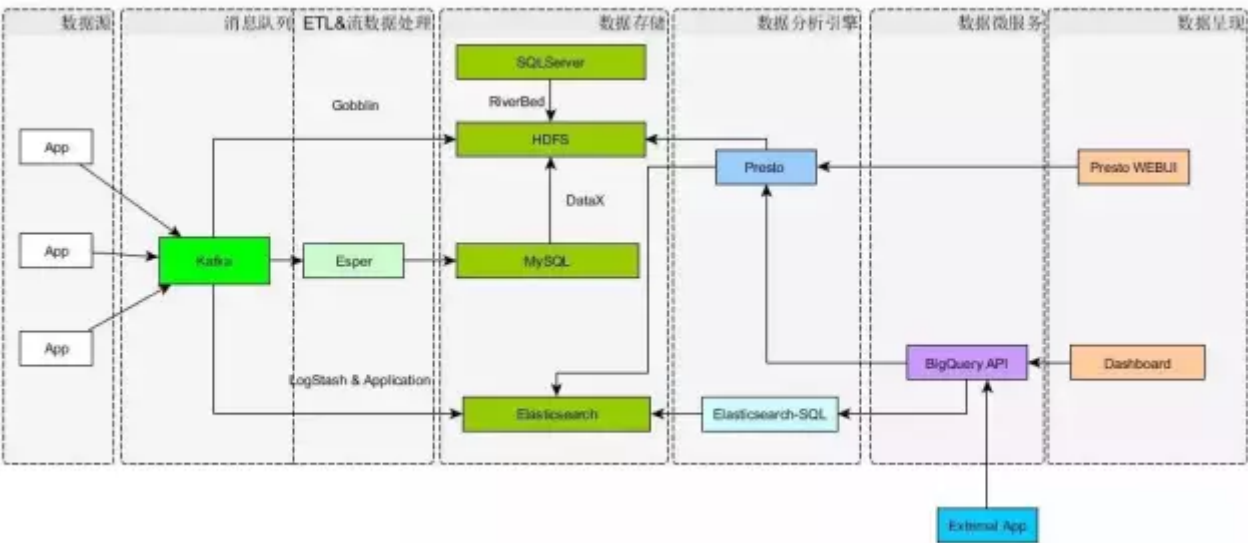 数据源
消息队列
ETL&流数据处理
数据存储
数据分析引擎
数据微服务
数据呈现
SQLServer
Gobblin
RiverBed
App
HDFS
Presto
Presto WEBUI
DataX
App
Kafka
Esper
MySQL
App
BigQuery API
Dashboard
LogStash & Application
Elasticsearch
Elasticsearch-SQL
Extrimal App